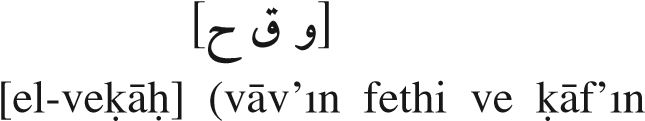 [و ق ح]
[el-veḳāḥ] (vāv’ın fethi ve ḳāf’ın